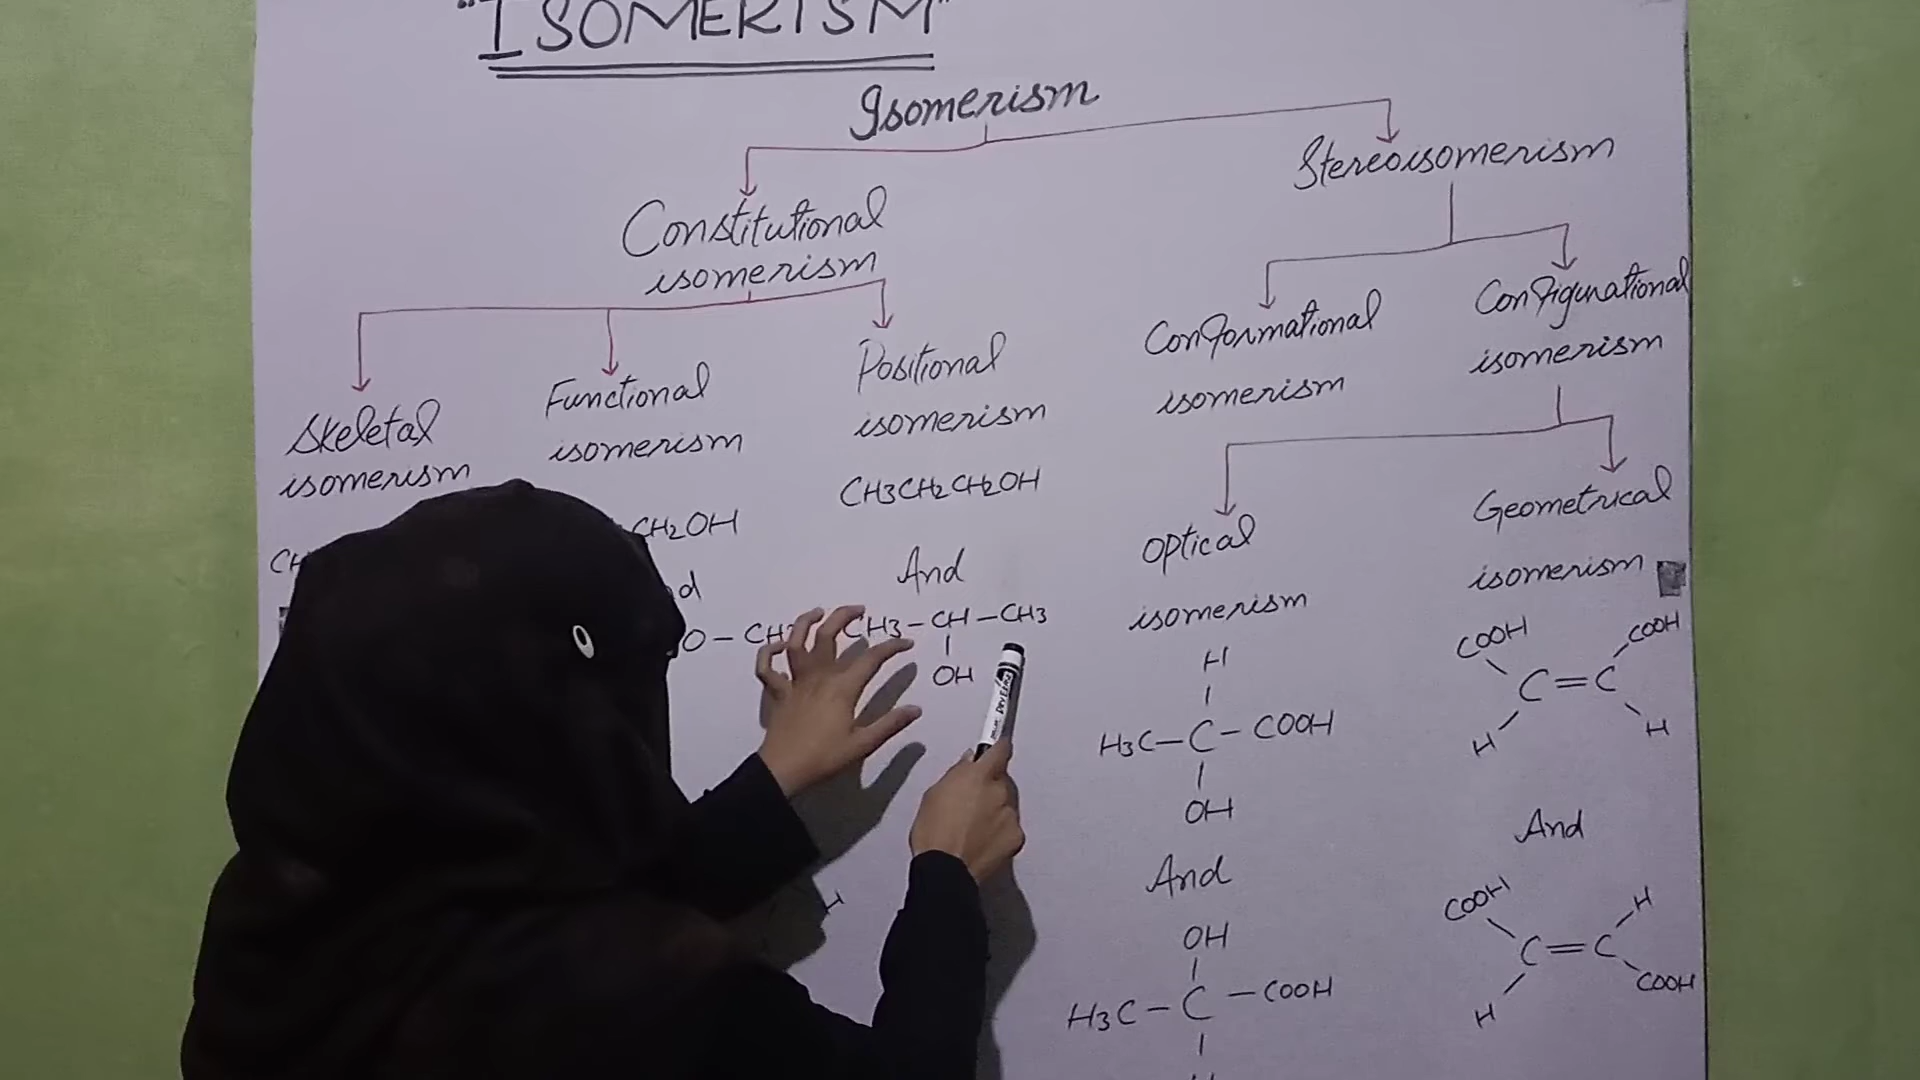 "ISOMERISM"
Isomerism
Stereoisomerism
Constitutional
isomerism
Configurational
isomerism
Conformational
isomerism
Positional
isomerism
Functional
isomerism
Skeletal
isomerism
CH3CH2CH2OH
And
CH3-CH-CH3
OH
CH2OH
O-CH3
Optical
isomerism
H
H3C-C-COOH
OH
And
OH
H3C-C-COOH
Geometrical
isomerism
COOH COOH
C=C
H H
And
COOH H
C=C
H COOH